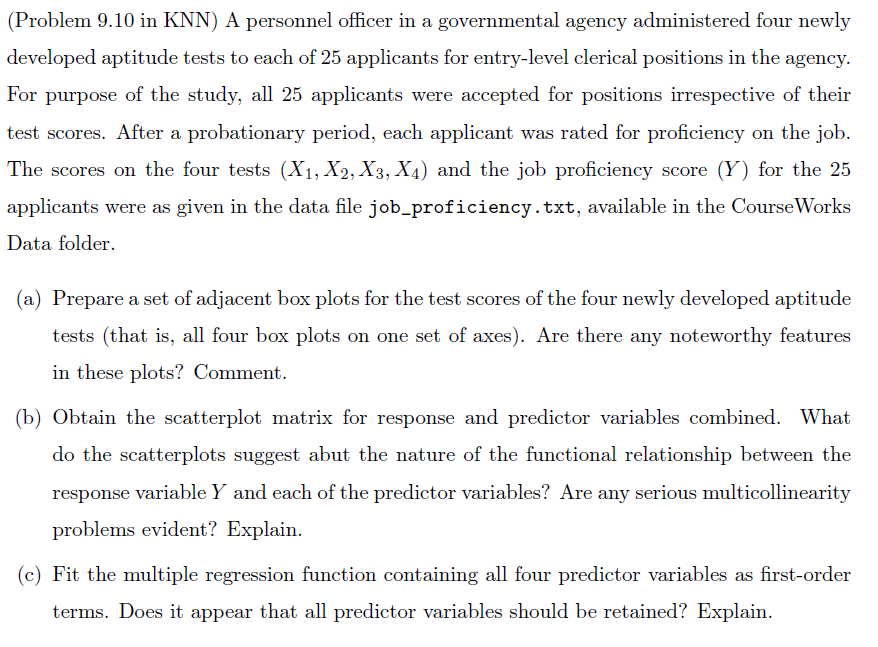 (Problem 9.10 in KNN) A personnel officer in a governmental agency administered four newly
developed aptitude tests to each of 25 applicants for entry-level clerical positions in the agency.
For purpose of the study, all 25 applicants were accepted for positions irrespective of their
test scores. After a probationary period, each applicant was rated for proficiency on the job.
The scores on the four tests (X₁, X₂, X₃, X₄) and the job proficiency score (Y) for the 25
applicants were as given in the data file job_proficiency.txt, available in the CourseWorks
Data folder.
(a) Prepare a set of adjacent box plots for the test scores of the four newly developed aptitude
tests (that is, all four box plots on one set of axes). Are there any noteworthy features
in these plots? Comment.
(b) Obtain the scatterplot matrix for response and predictor variables combined. What
do the scatterplots suggest abut the nature of the functional relationship between the
response variable Y and each of the predictor variables? Are any serious multicollinearity
problems evident? Explain.
(c) Fit the multiple regression function containing all four predictor variables as first-order
terms. Does it appear that all predictor variables should be retained? Explain.